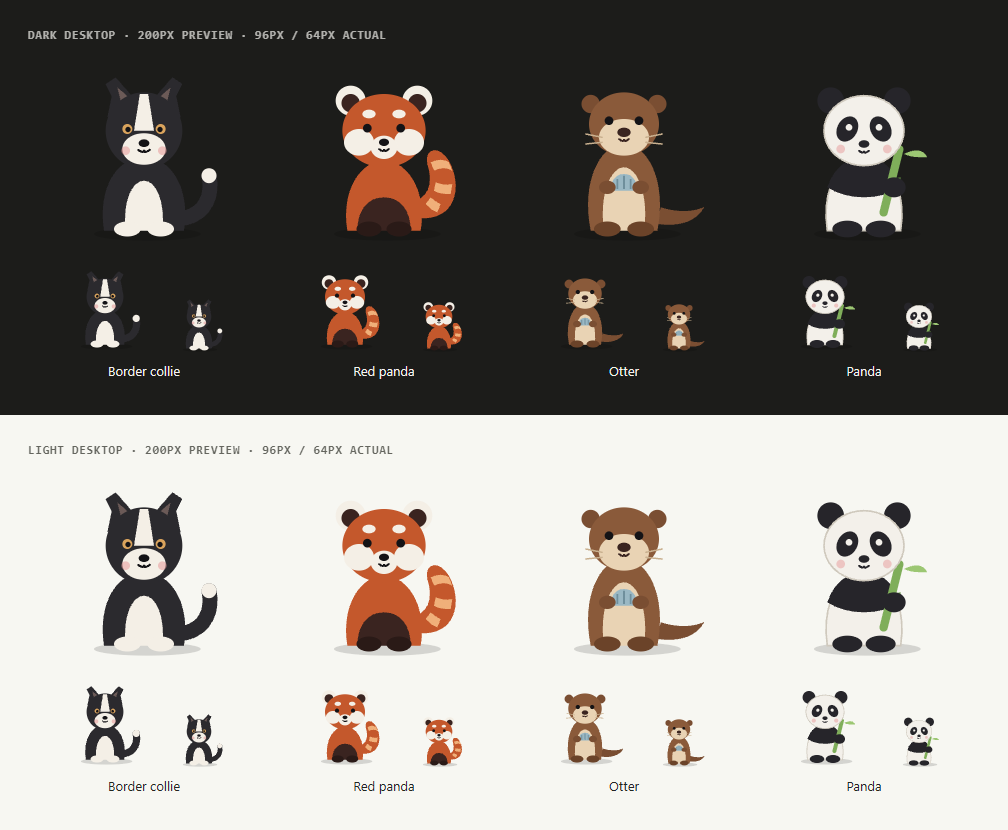 DARK DESKTOP · 200PX PREVIEW · 96PX / 64PX ACTUAL
Border collie
Red panda
Otter
Panda
LIGHT DESKTOP · 200PX PREVIEW · 96PX / 64PX ACTUAL
Border collie
Red panda
Otter
Panda